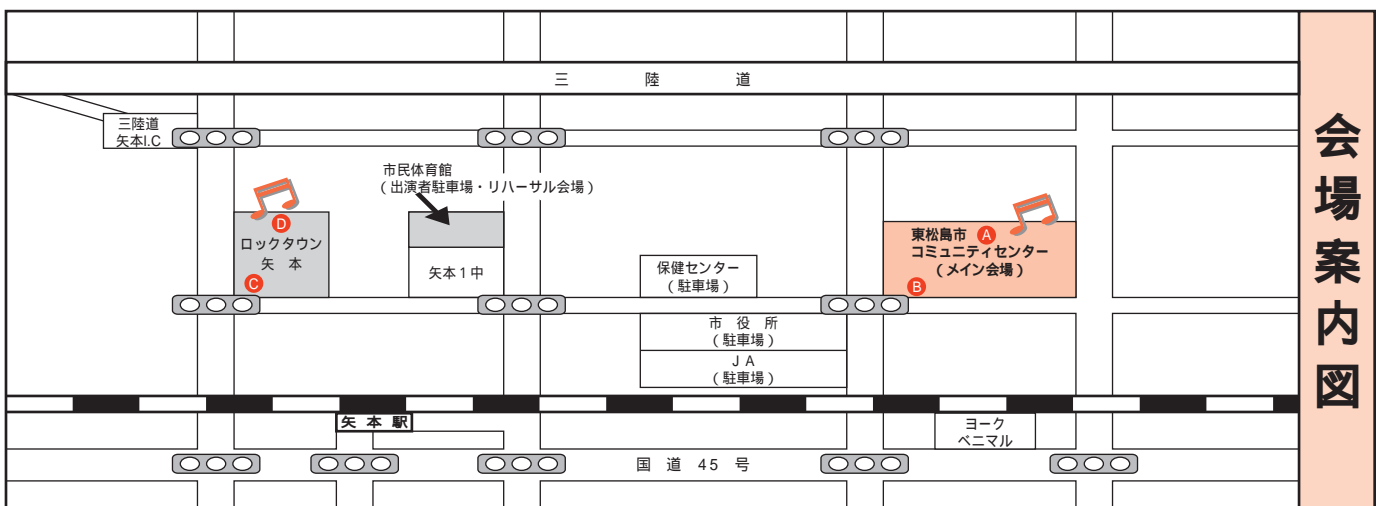 三陸道
三陸道
矢本I.C
市民体育館
(出演者駐車場・リハーサル会場)
D
ロックタウン
矢本
C
矢本1中
保健センター
(駐車場)
東松島市 A
コミュニティセンター
(メイン会場)
B
市役所
(駐車場)
JA
(駐車場)
矢本駅
ヨーク
ベニマル
国道45号
会場案内図